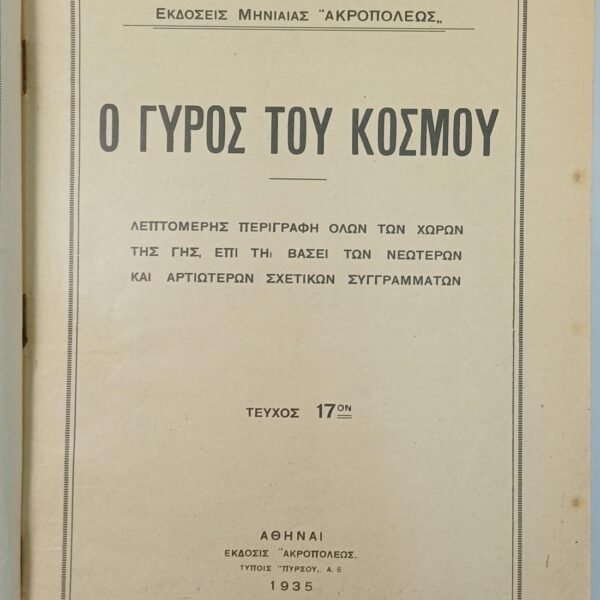 ΕΚΔΟΣΕΙΣ ΜΗΝΙΑΙΑΣ "ΑΚΡΟΠΟΛΕΩΣ„
Ο ΓΥΡΟΣ ΤΟΥ ΚΟΣΜΟΥ
ΛΕΠΤΟΜΕΡΗΣ ΠΕΡΙΓΡΑΦΗ ΟΛΩΝ ΤΩΝ ΧΩΡΩΝ
ΤΗΣ ΓΗΣ, ΕΠΙ ΤΗι ΒΑΣΕΙ ΤΩΝ ΝΕΩΤΕΡΩΝ
ΚΑΙ ΑΡΤΙΩΤΕΡΩΝ ΣΧΕΤΙΚΩΝ ΣΥΓΓΡΑΜΜΑΤΩΝ
ΤΕΥΧΟΣ 17ΟΝ
ΑΘΗΝΑΙ
ΕΚΔΟΣΙΣ "ΑΚΡΟΠΟΛΕΩΣ„
ΤΥΠΟΙΣ "ΠΥΡΣΟΥ„ Α. Ε.
1935